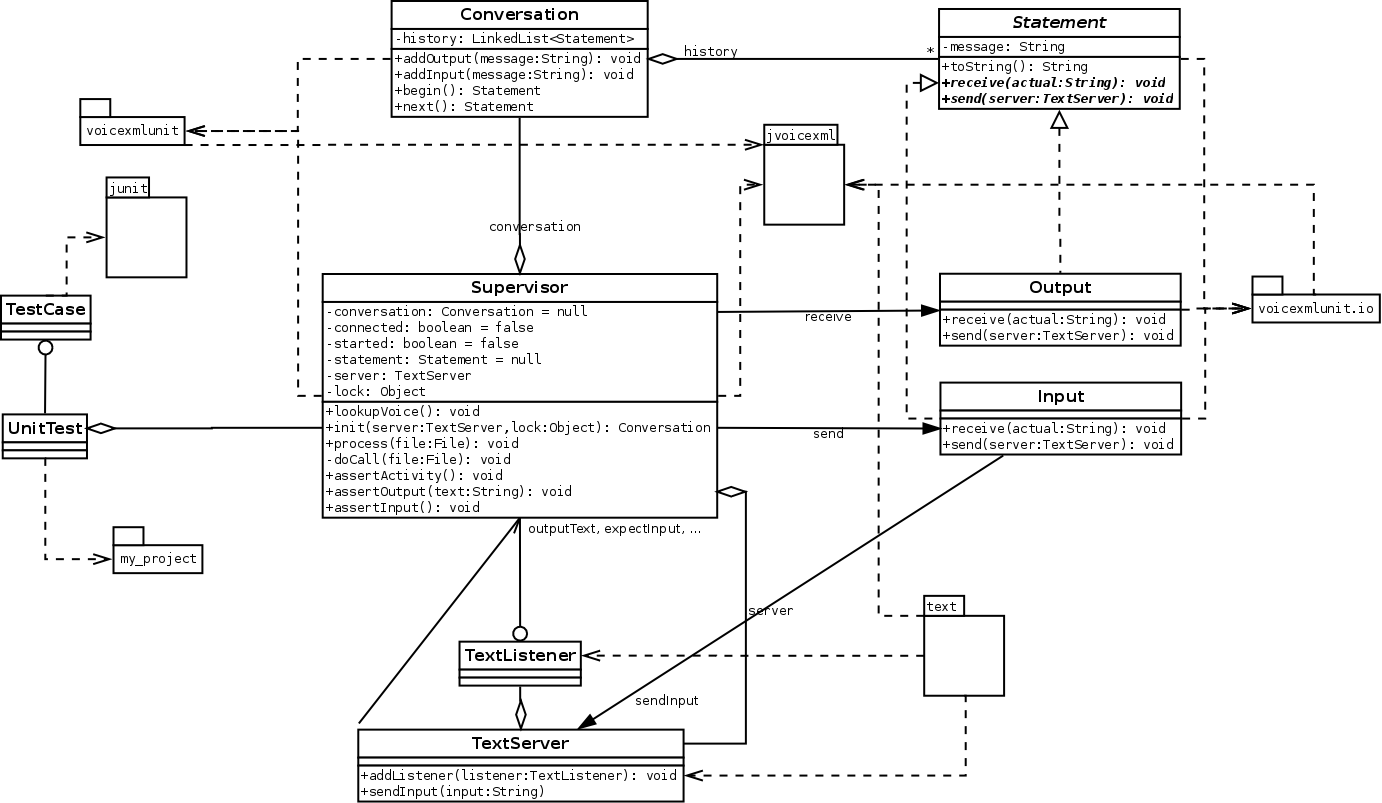 Conversation
-history: LinkedList<Statement>
+addOutput(message:String): void
+addInput(message:String): void
+begin(): Statement
+next(): Statement
history
*
Statement
-message: String
+toString(): String
+receive(actual:String): void
+send(server:TextServer): void
voicexmlunit
jvoicexml
junit
conversation
TestCase
Supervisor
-conversation: Conversation = null
-connected: boolean = false
-started: boolean = false
-statement: Statement = null
-server: TextServer
-lock: Object
+lookupVoice(): void
+init(server:TextServer,lock:Object): Conversation
+process(file:File): void
-doCall(file:File): void
+assertActivity(): void
+assertOutput(text:String): void
+assertInput(): void
receive
Output
+receive(actual:String): void
+send(server:TextServer): void
voicexmlunit.io
UnitTest
send
Input
+receive(actual:String): void
+send(server:TextServer): void
my_project
outputText, expectInput, ...
server
text
TextListener
sendInput
TextServer
+addListener(listener:TextListener): void
+sendInput(input:String)